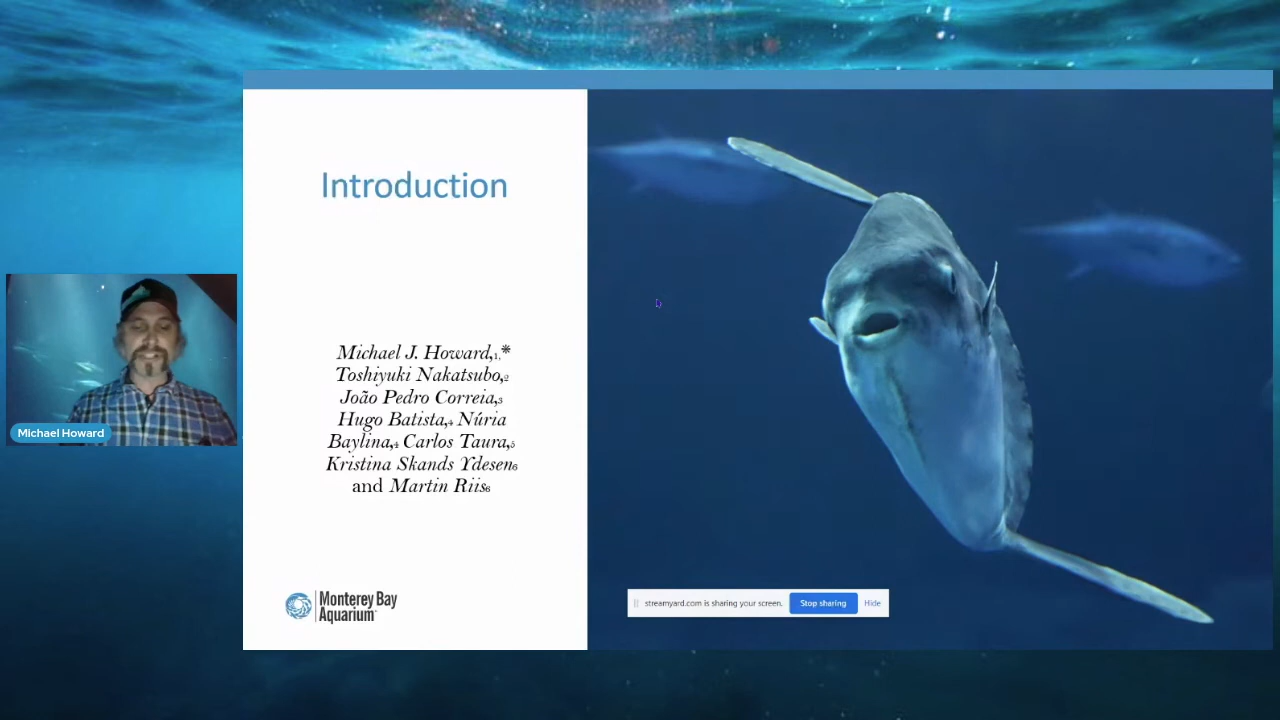 Introduction
Michael J. Howard,1,*
Toshiyuki Nakatsubo,2
João Pedro Correia,3
Hugo Batista,4 Núria
Baylina,4 Carlos Taura,5
Kristina Skands Ydesen6
and Martin Riis6
Michael Howard
Monterey Bay
Aquarium
streamyard.com is sharing your screen. Stop sharing Hide